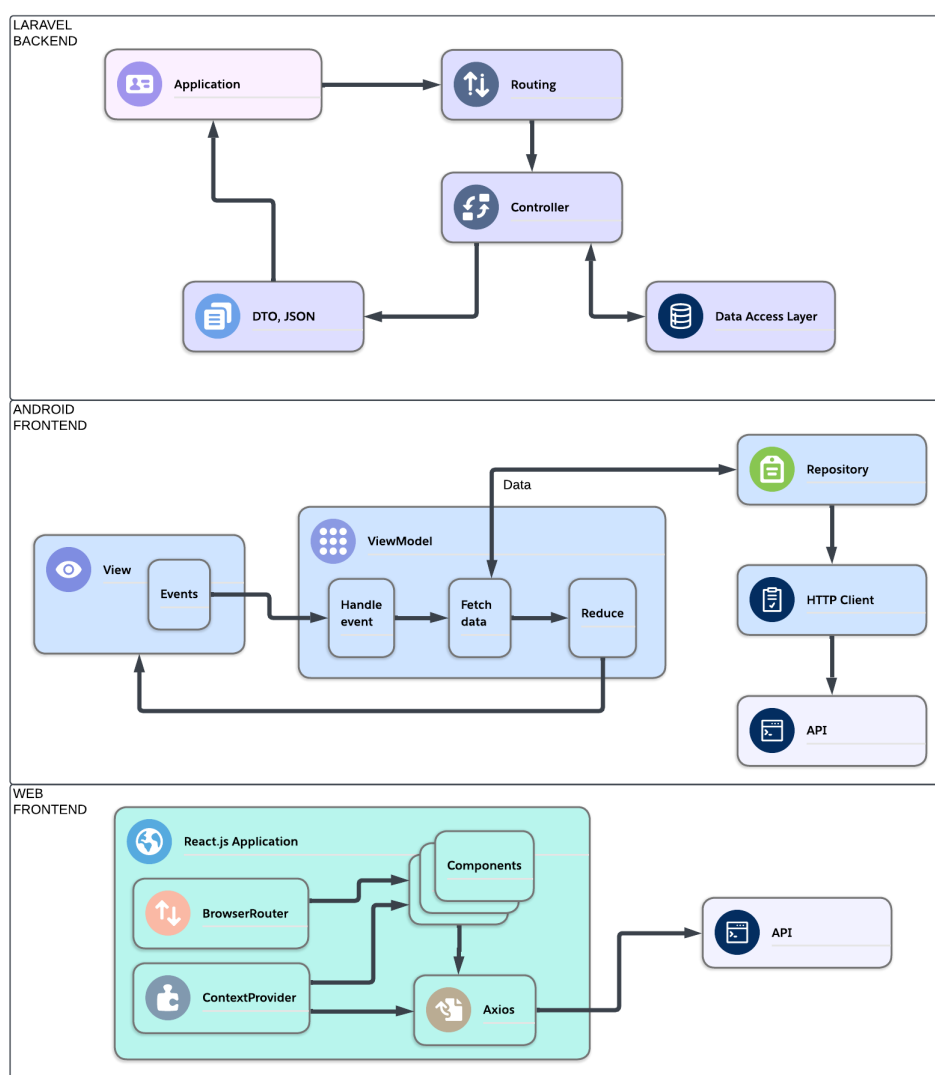 LARAVEL
BACKEND
Application
Routing
Controller
DTO, JSON
Data Access Layer
ANDROID
FRONTEND
Repository
Data
ViewModel
View
Events
Handle
event
Fetch
data
Reduce
HTTP Client
API
WEB
FRONTEND
React.js Application
Components
BrowserRouter
API
ContextProvider
Axios